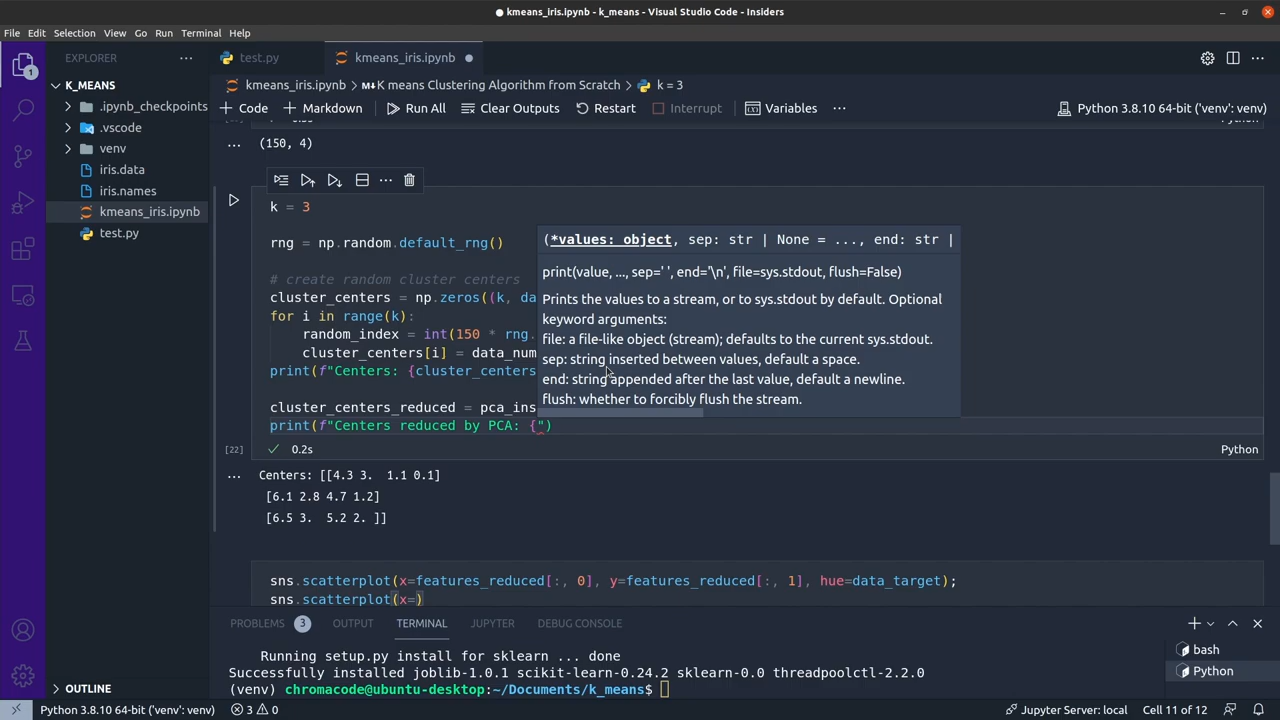 kmeans_iris.ipynb - k_means - Visual Studio Code - Insiders
File Edit Selection View Go Run Terminal Help
EXPLORER
test.py
kmeans_iris.ipynb
K_MEANS
kmeans_iris.ipynb > K means Clustering Algorithm from Scratch > k = 3
.ipynb_checkpoints
+ Code + Markdown Run All Clear Outputs Restart Interrupt Variables Python 3.8.10 64-bit ('venv': venv)
.vscode
venv
iris.data
iris.names
kmeans_iris.ipynb
test.py
(150, 4)
k = 3
rng = np.random.default_rng()
# create random cluster centers
cluster_centers = np.zeros((k, da
for i in range(k):
random_index = int(150 * rng.
cluster_centers[i] = data_num
print(f"Centers: {cluster_centers
cluster_centers_reduced = pca_ins
print(f"Centers reduced by PCA: {")
(*values: object, sep: str | None = ..., end: str |
print(value, ..., sep=' ', end='\n', file=sys.stdout, flush=False)
Prints the values to a stream, or to sys.stdout by default. Optional
keyword arguments:
file: a file-like object (stream); defaults to the current sys.stdout.
sep: string inserted between values, default a space.
end: string appended after the last value, default a newline.
flush: whether to forcibly flush the stream.
[22] 0.2s Python
Centers: [[4.3 3. 1.1 0.1]
[6.1 2.8 4.7 1.2]
[6.5 3. 5.2 2. ]]
sns.scatterplot(x=features_reduced[:, 0], y=features_reduced[:, 1], hue=data_target);
sns.scatterplot(x=)
PROBLEMS 3 OUTPUT TERMINAL JUPYTER DEBUG CONSOLE
Running setup.py install for sklearn ... done
Successfully installed joblib-1.0.1 scikit-learn-0.24.2 sklearn-0.0 threadpoolctl-2.2.0
(venv) chromacode@ubuntu-desktop:~/Documents/k_means$
bash
Python
OUTLINE
Python 3.8.10 64-bit ('venv': venv) 3 0 Jupyter Server: local Cell 11 of 12